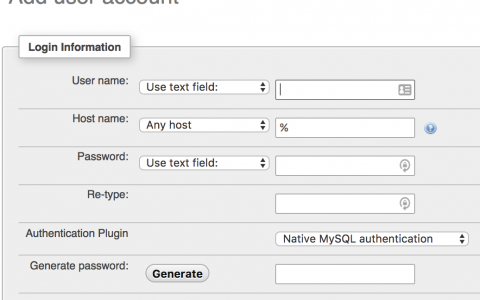 Add user account
Login Information
User name: Use text field:
Host name: Any host %
Password: Use text field:
Re-type:
Authentication Plugin Native MySQL authentication
Generate password: Generate